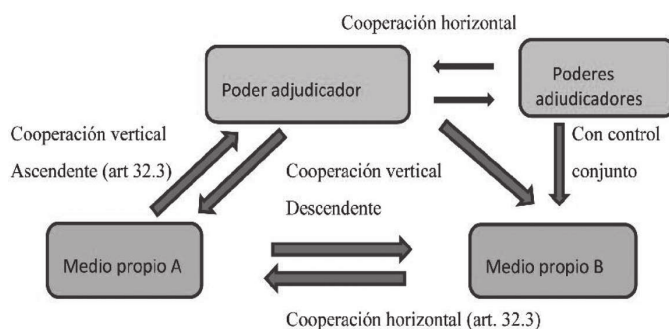 Cooperación horizontal
Poder adjudicador
Poderes
adjudicadores
Cooperación vertical
Ascendente (art 32.3)
Cooperación vertical
Descendente
Con control
conjunto
Medio propio A
Medio propio B
Cooperación horizontal (art. 32.3)